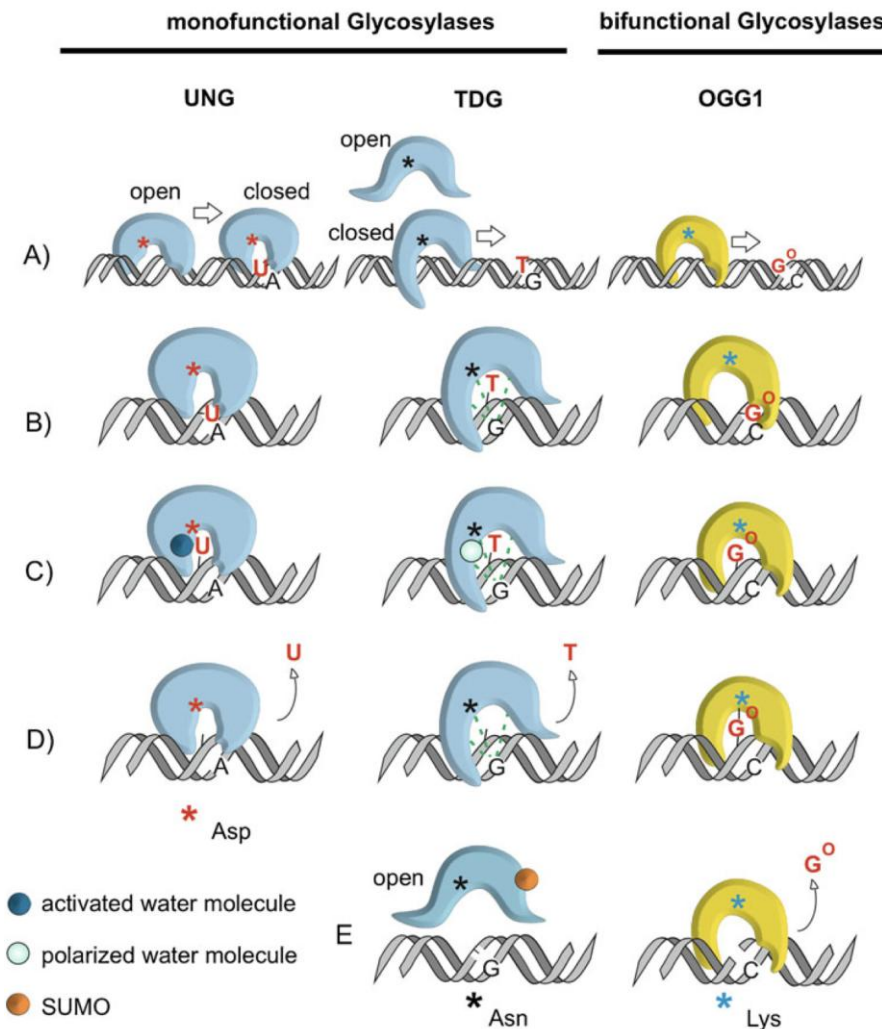 monofunctional Glycosylases
bifunctional Glycosylases
UNG
TDG
OGG1
A)
open
closed
*
*
U
A
open
*
closed
*
T
G
*
G°
C
B)
*
U
A
*
T
G
*
G°
C
C)
*
U
A
*
T
G
*
G°
C
D)
*
U
A
*
T
G
*
G°
C
* Asp
activated water molecule
polarized water molecule
SUMO
E
open
*
G
* Asn
*
G°
C
* Lys